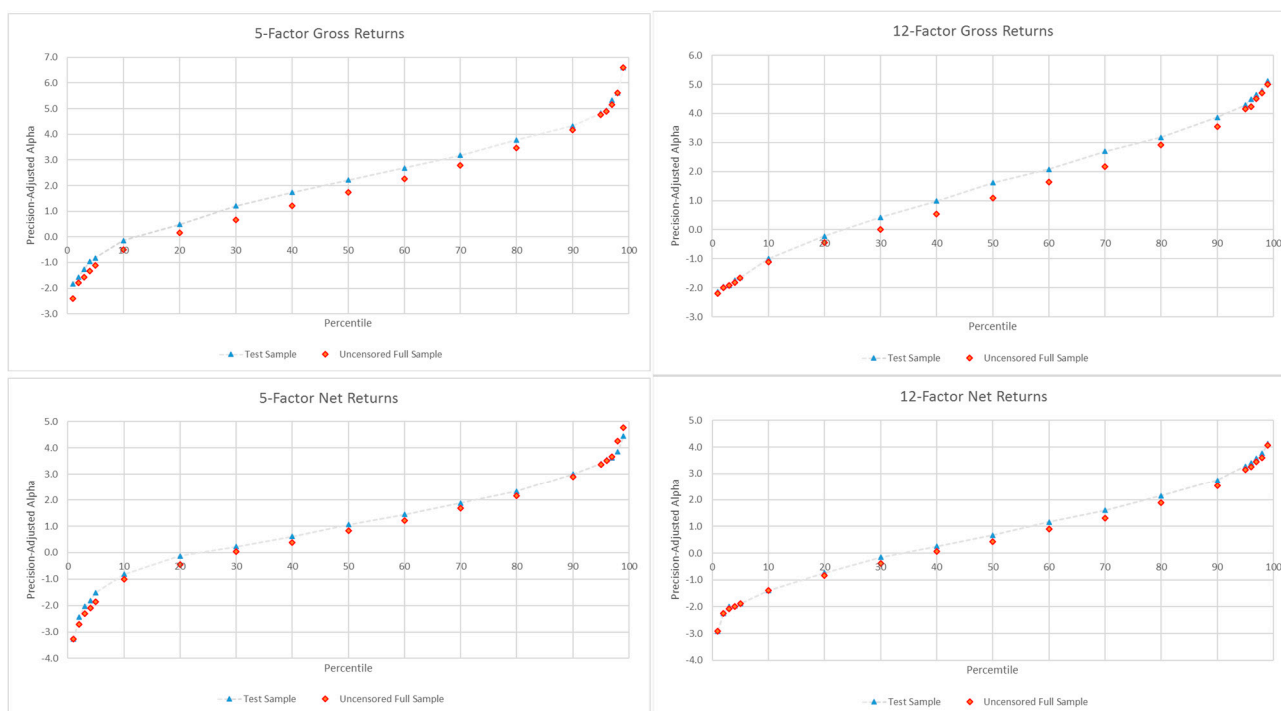 5-Factor Gross Returns
Precision-Adjusted Alpha
7.0
6.0
5.0
4.0
3.0
2.0
1.0
0.0
-1.0
-2.0
-3.0
0 10 20 30 40 50 60 70 80 90 100
Percentile
Test Sample Uncensored Full Sample
12-Factor Gross Returns
Precision-Adjusted Alpha
6.0
5.0
4.0
3.0
2.0
1.0
0.0
-1.0
-2.0
-3.0
0 10 20 30 40 50 60 70 80 90 100
Percentile
Test Sample Uncensored Full Sample
5-Factor Net Returns
Precision-Adjusted Alpha
5.0
4.0
3.0
2.0
1.0
0.0
-1.0
-2.0
-3.0
-4.0
0 10 20 30 40 50 60 70 80 90 100
Percentile
Test Sample Uncensored Full Sample
12-Factor Net Returns
Precision-Adjusted Alpha
5.0
4.0
3.0
2.0
1.0
0.0
-1.0
-2.0
-3.0
-4.0
0 10 20 30 40 50 60 70 80 90 100
Percemtile
Test Sample Uncensored Full Sample